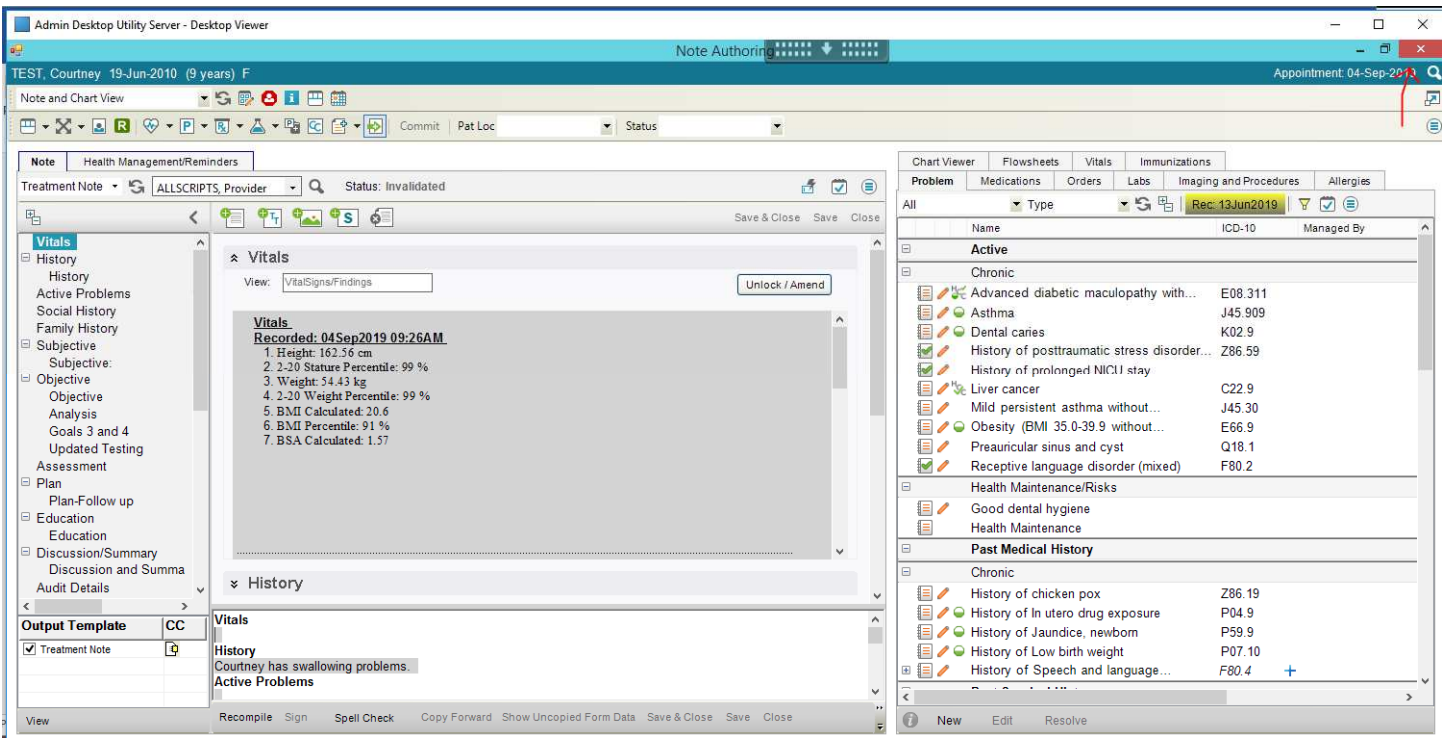 Admin Desktop Utility Server - Desktop Viewer
Note Authoring
TEST, Courtney 19-Jun-2010 (9 years) F
Appointment: 04-Sep-2019
Note and Chart View
R
P
CC
Commit
Pat Loc
Status
Note
Health Management/Reminders
Treatment Note
ALLSCRIPTS, Provider
Status: Invalidated
Save & Close Save Close
Vitals
History
History
Active Problems
Social History
Family History
Subjective
Subjective:
Objective
Objective
Analysis
Goals 3 and 4
Updated Testing
Assessment
Plan
Plan-Follow up
Education
Education
Discussion/Summary
Discussion and Summa
Audit Details
Output Template CC
Treatment Note
View
Vitals
View: VitalSigns/Findings
Unlock / Amend
Vitals
Recorded: 04Sep2019 09:26AM
1. Height: 162.56 cm
2. 2-20 Stature Percentile: 99 %
3. Weight: 54.43 kg
4. 2-20 Weight Percentile: 99 %
5. BMI Calculated: 20.6
6. BMI Percentile: 91 %
7. BSA Calculated: 1.57
History
Vitals
History
Courtney has swallowing problems.
Active Problems
Recompile Sign Spell Check Copy Forward Show Uncopied Form Data Save & Close Save Close
Chart Viewer Flowsheets Vitals Immunizations
Problem Medications Orders Labs Imaging and Procedures Allergies
All Type Rec: 13Jun2019
Name ICD-10 Managed By
Active
Chronic
Advanced diabetic maculopathy with... E08.311
Asthma J45.909
Dental caries K02.9
History of posttraumatic stress disorder... Z86.59
History of prolonged NICU stay
Liver cancer C22.9
Mild persistent asthma without... J45.30
Obesity (BMI 35.0-39.9 without... E66.9
Preauricular sinus and cyst Q18.1
Receptive language disorder (mixed) F80.2
Health Maintenance/Risks
Good dental hygiene
Health Maintenance
Past Medical History
Chronic
History of chicken pox Z86.19
History of In utero drug exposure P04.9
History of Jaundice, newborn P59.9
History of Low birth weight P07.10
History of Speech and language... F80.4
New Edit Resolve